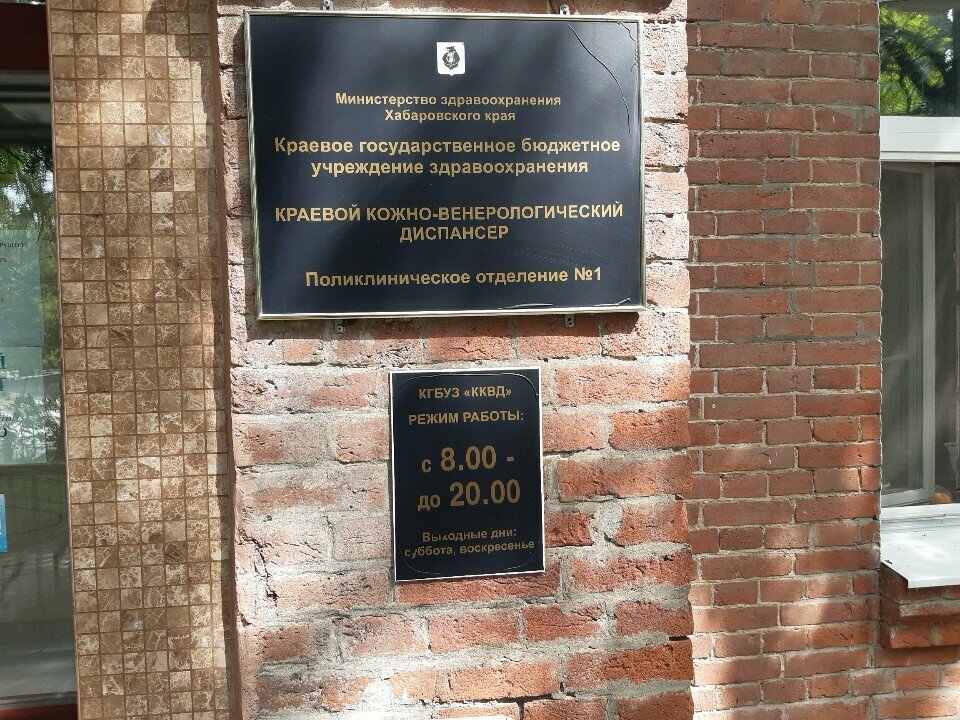 Министерство здравоохранения
Хабаровского края
Краевое государственное бюджетное
учреждение здравоохранения
КРАЕВОЙ КОЖНО-ВЕНЕРОЛОГИЧЕСКИЙ
ДИСПАНСЕР
Поликлиническое отделение №1
КГБУЗ «ККВД»
РЕЖИМ РАБОТЫ:
с 8.00 -
до 20.00
Выходные дни:
суббота, воскресенье